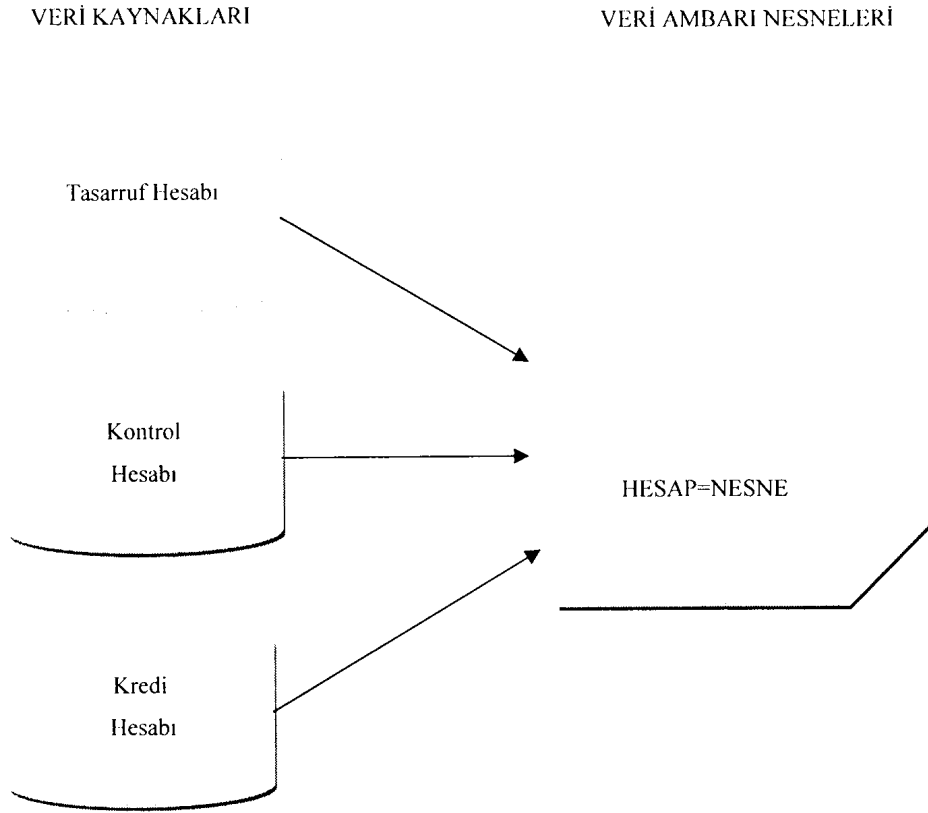 VERİ KAYNAKLARI
VERİ AMBARI NESNELERİ
Tasarruf Hesabı
Kontrol
Hesabı
HESAP=NESNE
Kredi
Hesabı